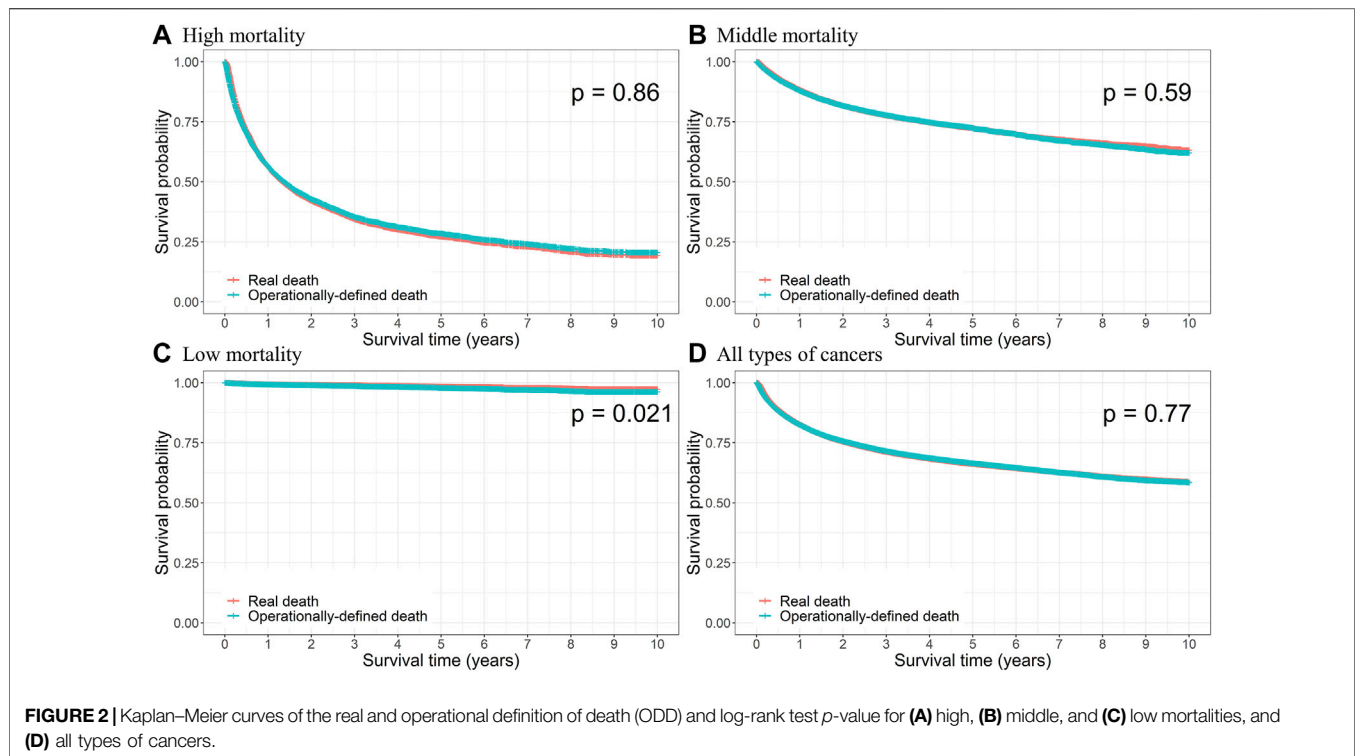 A High mortality
1.00
0.75
0.50
0.25
0.00
Survival probability
p = 0.86
Real death
Operationally-defined death
0 1 2 3 4 5 6 7 8 9 10
Survival time (years)
B Middle mortality
1.00
0.75
0.50
0.25
0.00
Survival probability
p = 0.59
Real death
Operationally-defined death
0 1 2 3 4 5 6 7 8 9 10
Survival time (years)
C Low mortality
1.00
0.75
0.50
0.25
0.00
Survival probability
p = 0.021
Real death
Operationally-defined death
0 1 2 3 4 5 6 7 8 9 10
Survival time (years)
D All types of cancers
1.00
0.75
0.50
0.25
0.00
Survival probability
p = 0.77
Real death
Operationally-defined death
0 1 2 3 4 5 6 7 8 9 10
Survival time (years)
FIGURE 2 | Kaplan–Meier curves of the real and operational definition of death (ODD) and log-rank test p-value for (A) high, (B) middle, and (C) low mortalities, and
(D) all types of cancers.